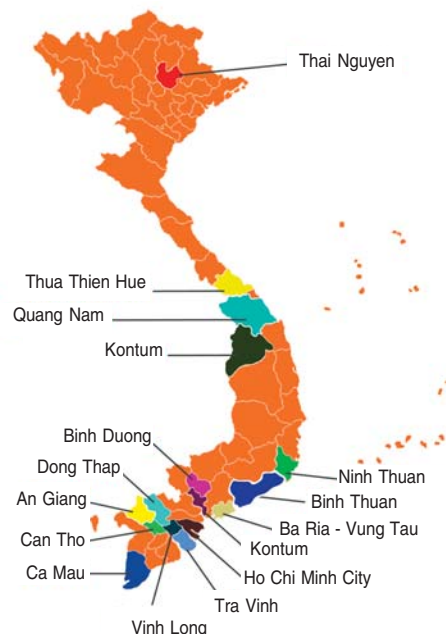 Thai Nguyen
Thua Thien Hue
Quang Nam
Kontum
Binh Duong
Dong Thap
An Giang
Can Tho
Ca Mau
Vinh Long
Tra Vinh
Ho Chi Minh City
Kontum
Ba Ria - Vung Tau
Binh Thuan
Ninh Thuan